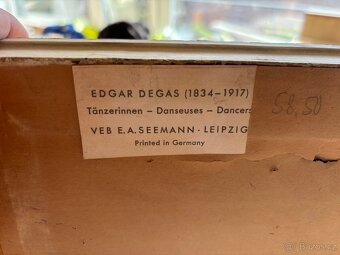 EDGAR DEGAS (1834–1917)
Tänzerinnen – Danseuses – Dancers
58,50
VEB E.A. SEEMANN · LEIPZIG
Printed in Germany